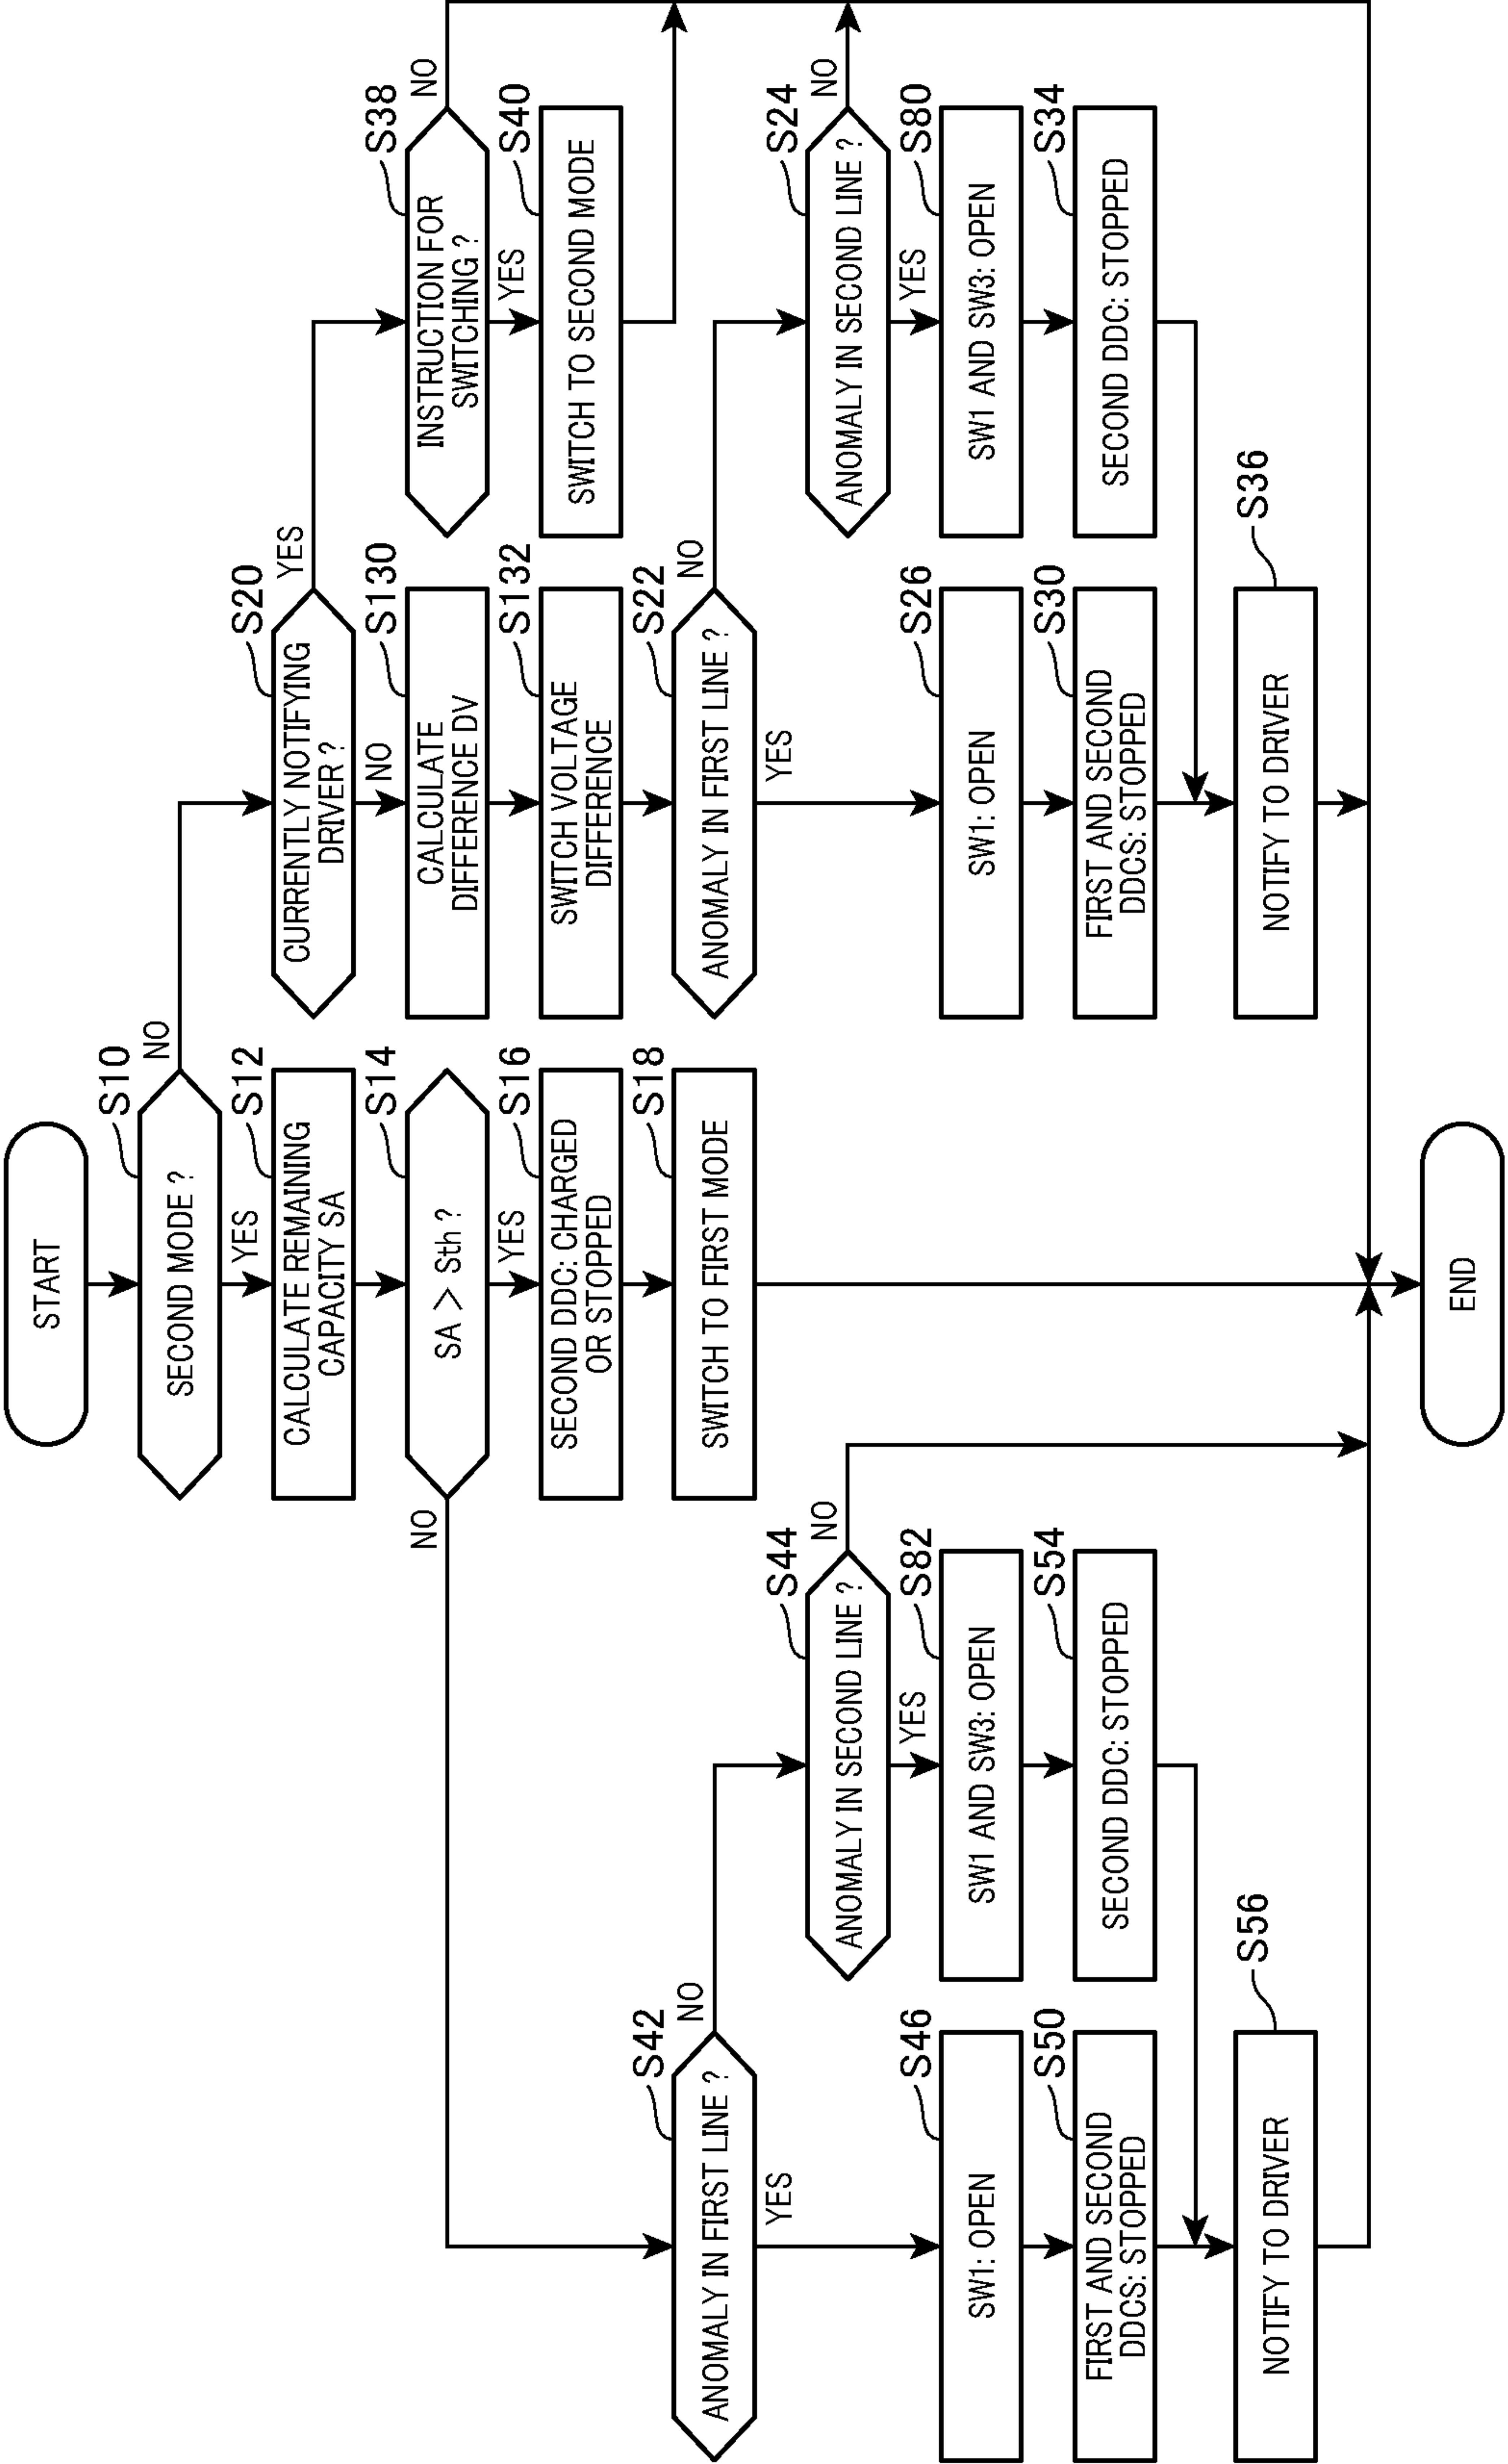 START
S10
SECOND MODE ?
NO
YES
S12
CALCULATE REMAINING
CAPACITY SA
S14
SA > Sth ?
NO
YES
S16
SECOND DDC: CHARGED
OR STOPPED
S18
SWITCH TO FIRST MODE
S20
CURRENTLY NOTIFYING
DRIVER ?
YES
NO
S130
CALCULATE
DIFFERENCE DV
S132
SWITCH VOLTAGE
DIFFERENCE
S22
ANOMALY IN FIRST LINE ?
NO
YES
S26
SW1: OPEN
S30
FIRST AND SECOND
DDCS: STOPPED
S36
NOTIFY TO DRIVER
S38
INSTRUCTION FOR
SWITCHING ?
NO
YES
S40
SWITCH TO SECOND MODE
S24
ANOMALY IN SECOND LINE ?
NO
YES
S80
SW1 AND SW3: OPEN
S34
SECOND DDC: STOPPED
S42
ANOMALY IN FIRST LINE ?
NO
YES
S46
SW1: OPEN
S50
FIRST AND SECOND
DDCS: STOPPED
S56
NOTIFY TO DRIVER
S44
ANOMALY IN SECOND LINE ?
NO
YES
S82
SW1 AND SW3: OPEN
S54
SECOND DDC: STOPPED
END